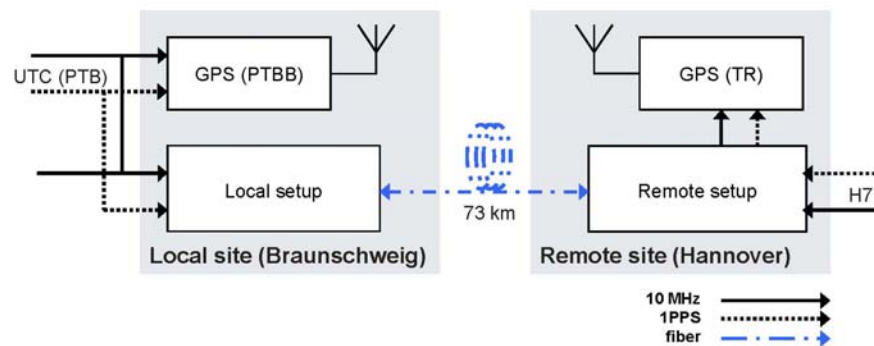 UTC (PTB)
GPS (PTBB)
Local setup
Local site (Braunschweig)
73 km
GPS (TR)
Remote setup
H7
Remote site (Hannover)
10 MHz
1PPS
fiber